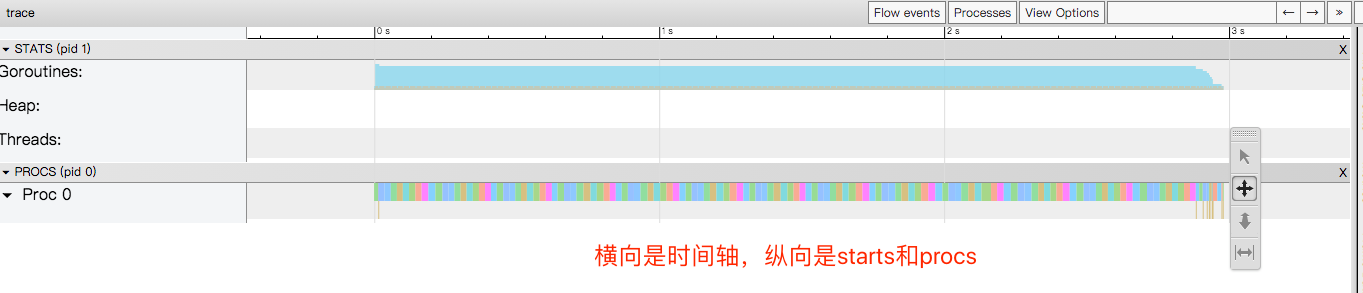 trace
Flow events
Processes
View Options
←
→
»
0 s
1 s
2 s
3 s
STATS (pid 1)
X
Goroutines:
Heap:
Threads:
PROCS (pid 0)
X
Proc 0
横向是时间轴，纵向是starts和procs